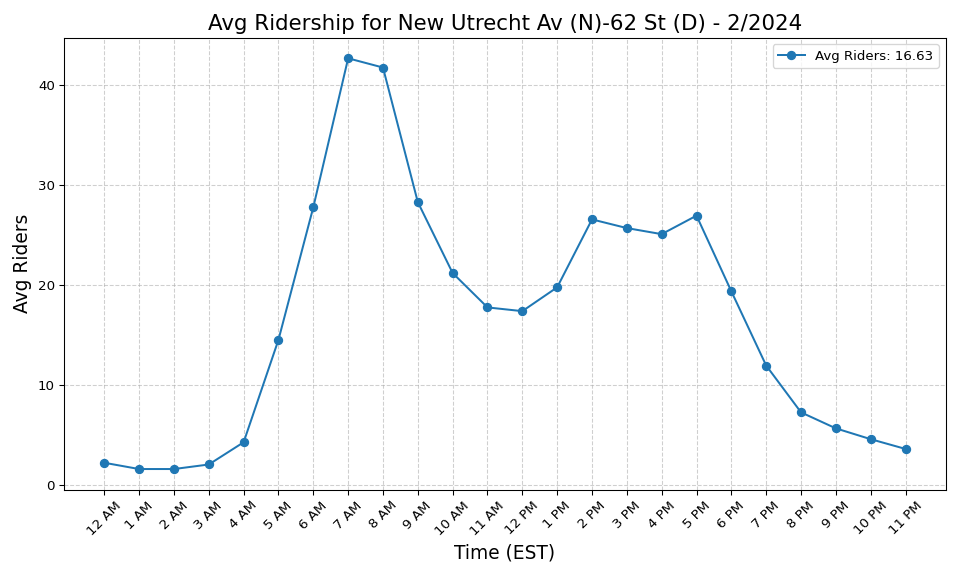 Avg Ridership for New Utrecht Av (N)-62 St (D) - 2/2024
Avg Riders: 16.63
Avg Riders
40
30
20
10
0
12 AM
1 AM
2 AM
3 AM
4 AM
5 AM
6 AM
7 AM
8 AM
9 AM
10 AM
11 AM
12 PM
1 PM
2 PM
3 PM
4 PM
5 PM
6 PM
7 PM
8 PM
9 PM
10 PM
11 PM
Time (EST)